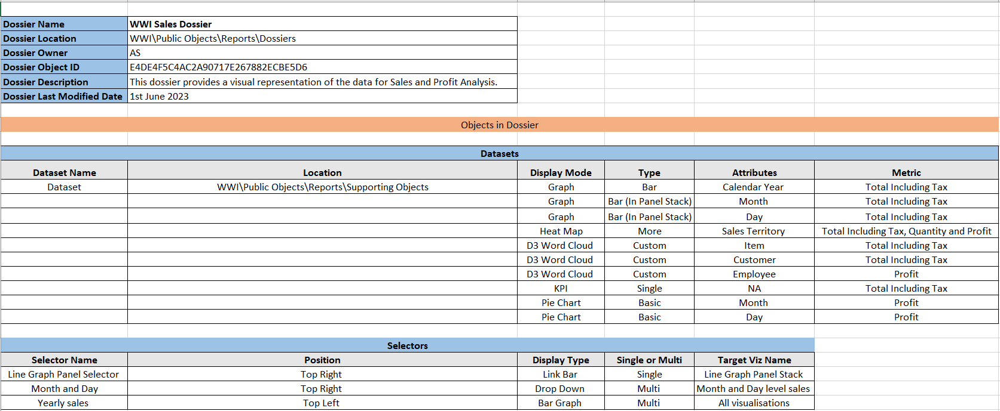 Dossier Name WWI Sales Dossier
Dossier Location WWI\Public Objects\Reports\Dossiers
Dossier Owner AS
Dossier Object ID E4DE4F5C4AC2A90717E267882ECBE5D6
Dossier Description This dossier provides a visual representation of the data for Sales and Profit Analysis.
Dossier Last Modified Date 1st June 2023
Objects in Dossier
Datasets
Dataset Name Location Display Mode Type Attributes Metric
Dataset WWI\Public Objects\Reports\Supporting Objects Graph Bar Calendar Year Total Including Tax
Graph Bar (In Panel Stack) Month Total Including Tax
Graph Bar (In Panel Stack) Day Total Including Tax
Heat Map More Sales Territory Total Including Tax, Quantity and Profit
D3 Word Cloud Custom Item Total Including Tax
D3 Word Cloud Custom Customer Total Including Tax
D3 Word Cloud Custom Employee Profit
KPI Single NA Total Including Tax
Pie Chart Basic Month Profit
Pie Chart Basic Day Profit
Selectors
Selector Name Position Display Type Single or Multi Target Viz Name
Line Graph Panel Selector Top Right Link Bar Single Line Graph Panel Stack
Month and Day Top Right Drop Down Multi Month and Day level sales
Yearly sales Top Left Bar Graph Multi All visualisations